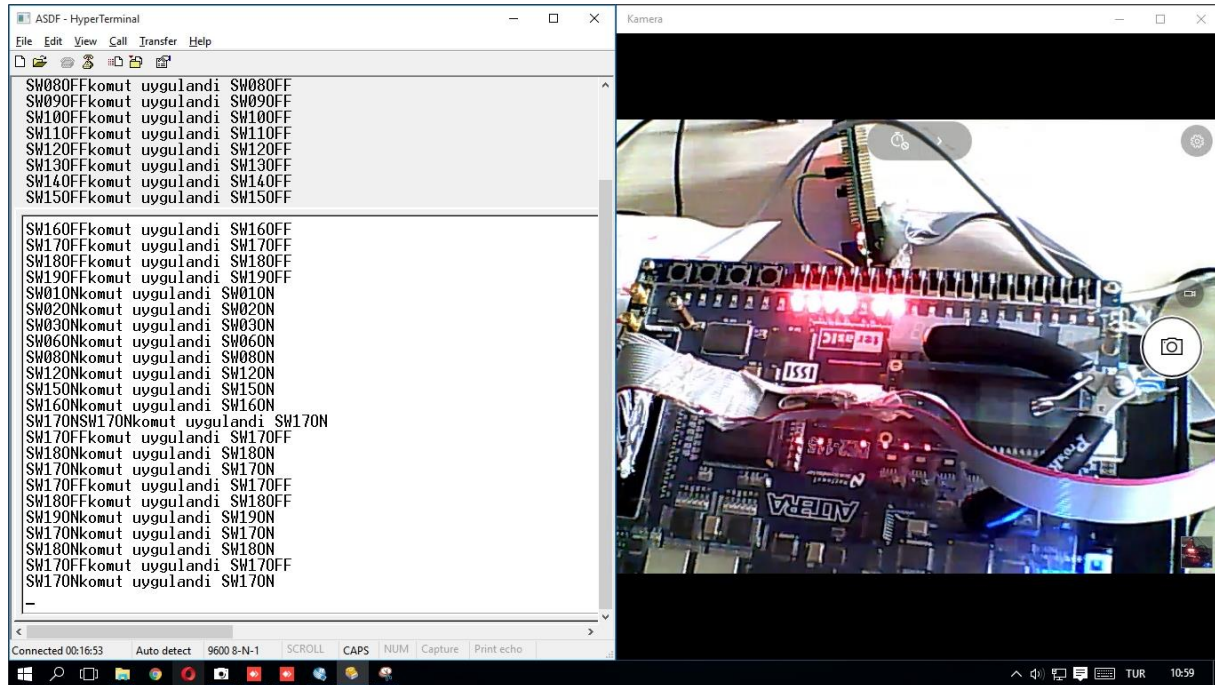 ASDF - HyperTerminal
File Edit View Call Transfer Help
SW08OFFkomut uygulandi SW08OFF
SW09OFFkomut uygulandi SW09OFF
SW10OFFkomut uygulandi SW10OFF
SW11OFFkomut uygulandi SW11OFF
SW12OFFkomut uygulandi SW12OFF
SW13OFFkomut uygulandi SW13OFF
SW14OFFkomut uygulandi SW14OFF
SW15OFFkomut uygulandi SW15OFF
SW16OFFkomut uygulandi SW16OFF
SW17OFFkomut uygulandi SW17OFF
SW18OFFkomut uygulandi SW18OFF
SW19OFFkomut uygulandi SW19OFF
SW01ONkomut uygulandi SW01ON
SW02ONkomut uygulandi SW02ON
SW03ONkomut uygulandi SW03ON
SW06ONkomut uygulandi SW06ON
SW08ONkomut uygulandi SW08ON
SW12ONkomut uygulandi SW12ON
SW15ONkomut uygulandi SW15ON
SW16ONkomut uygulandi SW16ON
SW17ONSW17ONkomut uygulandi SW17ON
SW17OFFkomut uygulandi SW17OFF
SW18ONkomut uygulandi SW18ON
SW17ONkomut uygulandi SW17ON
SW17OFFkomut uygulandi SW17OFF
SW18OFFkomut uygulandi SW18OFF
SW19ONkomut uygulandi SW19ON
SW17ONkomut uygulandi SW17ON
SW18ONkomut uygulandi SW18ON
SW17OFFkomut uygulandi SW17OFF
SW17ONkomut uygulandi SW17ON
Connected 00:16:53 Auto detect 9600 8-N-1 SCROLL CAPS NUM Capture Print echo
Kamera
terasic
ISSI
ALTERA
TUR 10:59